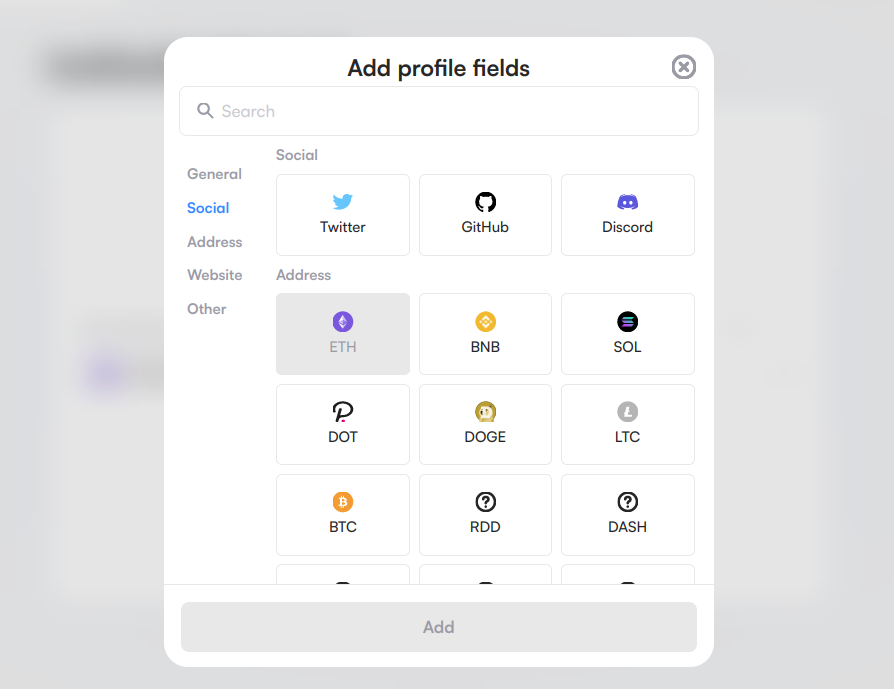 Add profile fields
Search
General
Social
Address
Website
Other
Social
Twitter
GitHub
Discord
Address
ETH
BNB
SOL
DOT
DOGE
LTC
BTC
RDD
DASH
Add